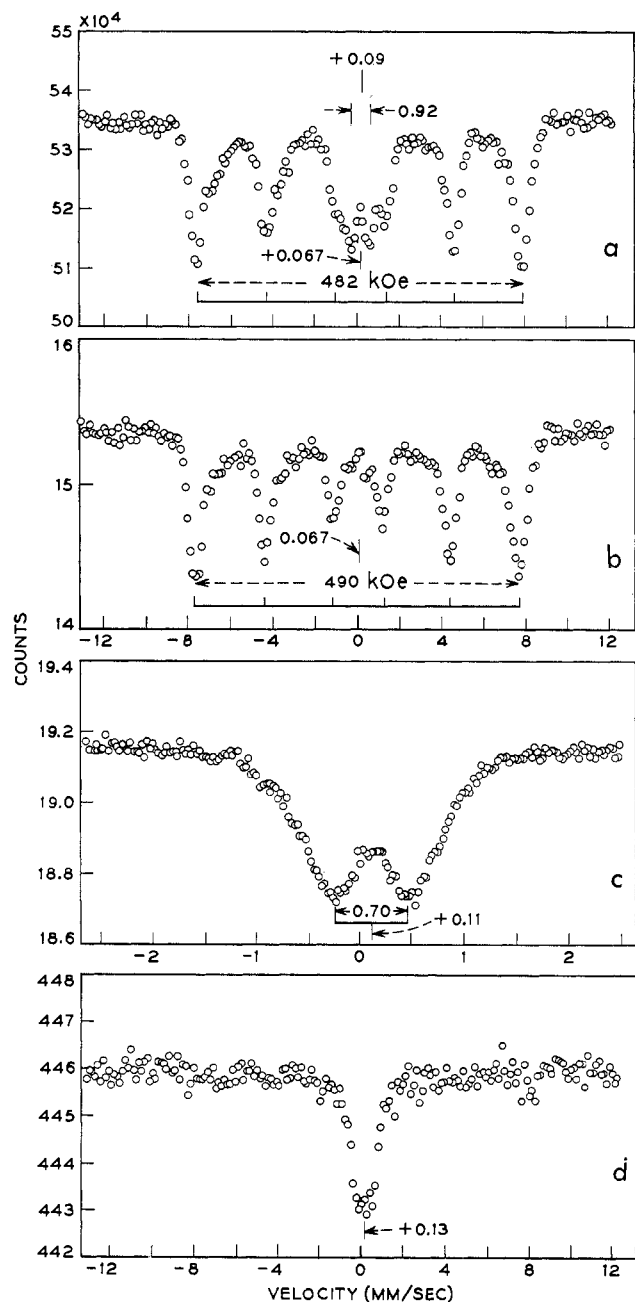 ×10⁴
55
54
53
52
51
50
+0.09
0.92
+0.067
482 kOe
a
16
15
14
0.067
490 kOe
b
-12 -8 -4 0 4 8 12
COUNTS
19.4
19.2
19.0
18.8
18.6
0.70
+0.11
c
-2 -1 0 1 2
448
447
446
445
444
443
442
+0.13
d
-12 -8 -4 0 4 8 12
VELOCITY (MM/SEC)